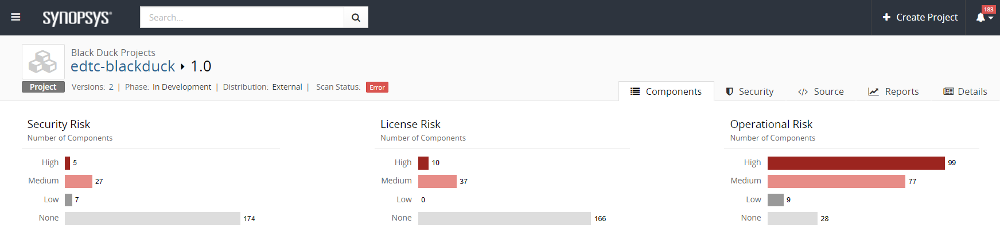 SYNOPSYS®
Search...
Create Project
183
Black Duck Projects
edtc-blackduck 1.0
Project
Versions: 2 | Phase: In Development | Distribution: External | Scan Status: Error
Components
Security
Source
Reports
Details
Security Risk
Number of Components
High 5
Medium 27
Low 7
None 174
License Risk
Number of Components
High 10
Medium 37
Low 0
None 166
Operational Risk
Number of Components
High 99
Medium 77
Low 9
None 28